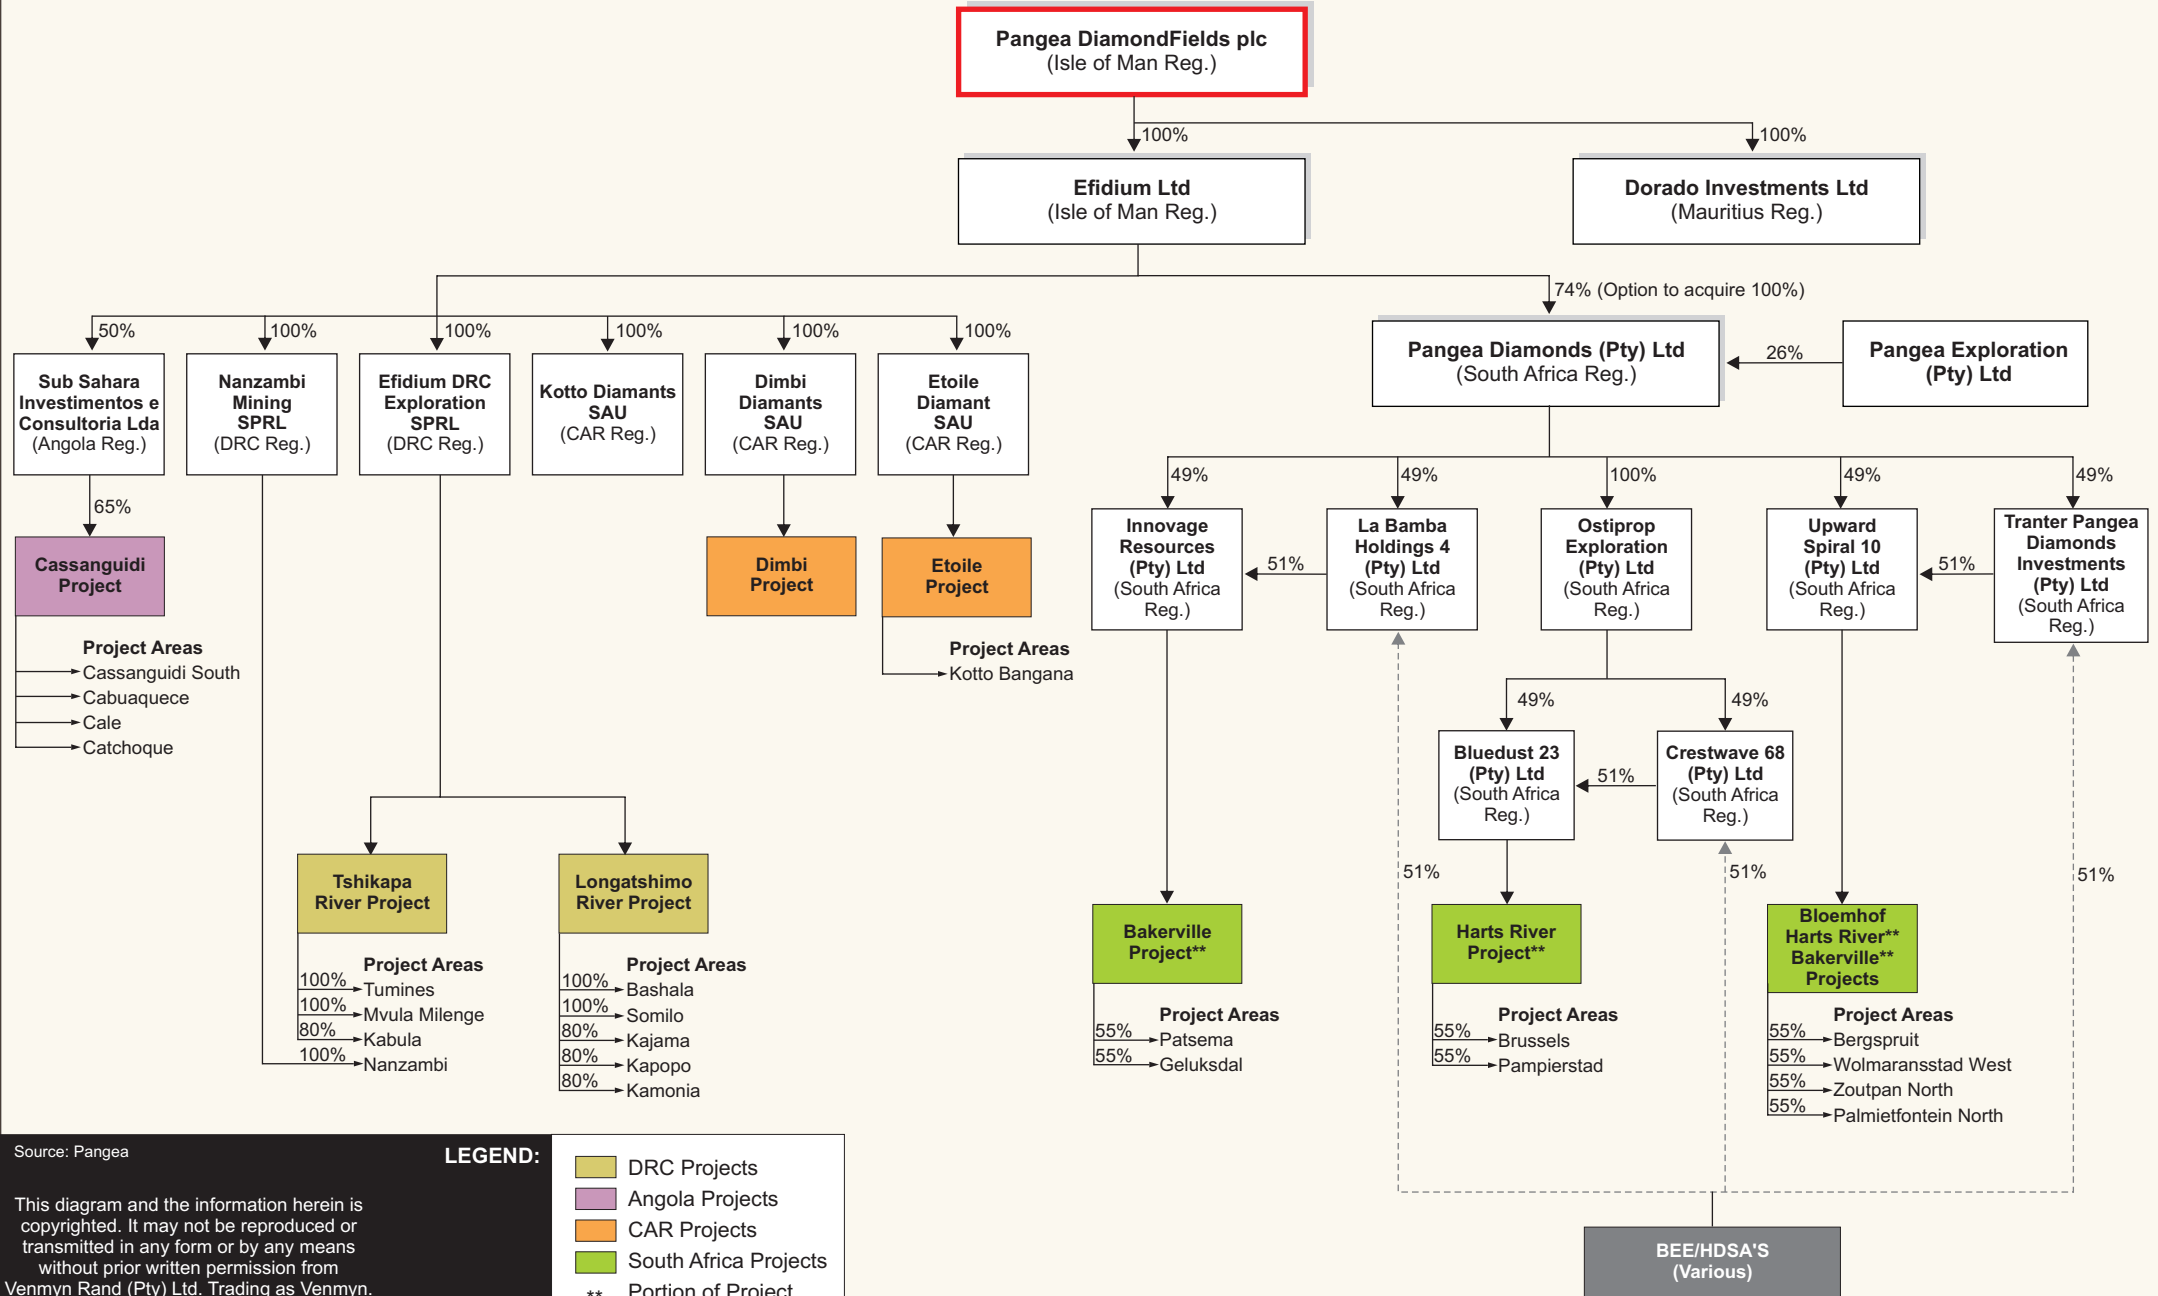 Pangea DiamondFields plc
(Isle of Man Reg.)
100%
100%
Efidium Ltd
(Isle of Man Reg.)
Dorado Investments Ltd
(Mauritius Reg.)
74% (Option to acquire 100%)
50%
100%
100%
100%
100%
100%
Pangea Diamonds (Pty) Ltd
(South Africa Reg.)
26%
Pangea Exploration
(Pty) Ltd
Sub Sahara
Investimentos e
Consultoria Lda
(Angola Reg.)
Nanzambi
Mining
SPRL
(DRC Reg.)
Efidium DRC
Exploration
SPRL
(DRC Reg.)
Kotto Diamants
SAU
(CAR Reg.)
Dimbi
Diamants
SAU
(CAR Reg.)
Etoile
Diamant
SAU
(CAR Reg.)
49%
49%
100%
49%
49%
65%
Innovage
Resources
(Pty) Ltd
(South Africa
Reg.)
51%
La Bamba
Holdings 4
(Pty) Ltd
(South Africa
Reg.)
Ostiprop
Exploration
(Pty) Ltd
(South Africa
Reg.)
Upward
Spiral 10
(Pty) Ltd
(South Africa
Reg.)
51%
Tranter Pangea
Diamonds
Investments
(Pty) Ltd
(South Africa
Reg.)
Cassanguidi
Project
Dimbi
Project
Etoile
Project
Project Areas
Cassanguidi South
Cabuaquece
Cale
Catchoque
Project Areas
Kotto Bangana
49%
49%
Bluedust 23
(Pty) Ltd
(South Africa
Reg.)
51%
Crestwave 68
(Pty) Ltd
(South Africa
Reg.)
51%
51%
51%
Tshikapa
River Project
Longatshimo
River Project
Bakerville
Project**
Harts River
Project**
Bloemhof
Harts River**
Bakerville**
Projects
Project Areas
100%
Tumines
100%
Mvula Milenge
80%
Kabula
100%
Nanzambi
Project Areas
100%
Bashala
100%
Somilo
80%
Kajama
80%
Kapopo
80%
Kamonia
Project Areas
55%
Patsema
55%
Geluksdal
Project Areas
55%
Brussels
55%
Pampierstad
Project Areas
55%
Bergspruit
55%
Wolmaransstad West
55%
Zoutpan North
55%
Palmietfontein North
Source: Pangea
This diagram and the information herein is
copyrighted. It may not be reproduced or
transmitted in any form or by any means
without prior written permission from
Venmyn Rand (Pty) Ltd. Trading as Venmyn.
LEGEND:
DRC Projects
Angola Projects
CAR Projects
South Africa Projects
** Portion of Project
BEE/HDSA'S
(Various)